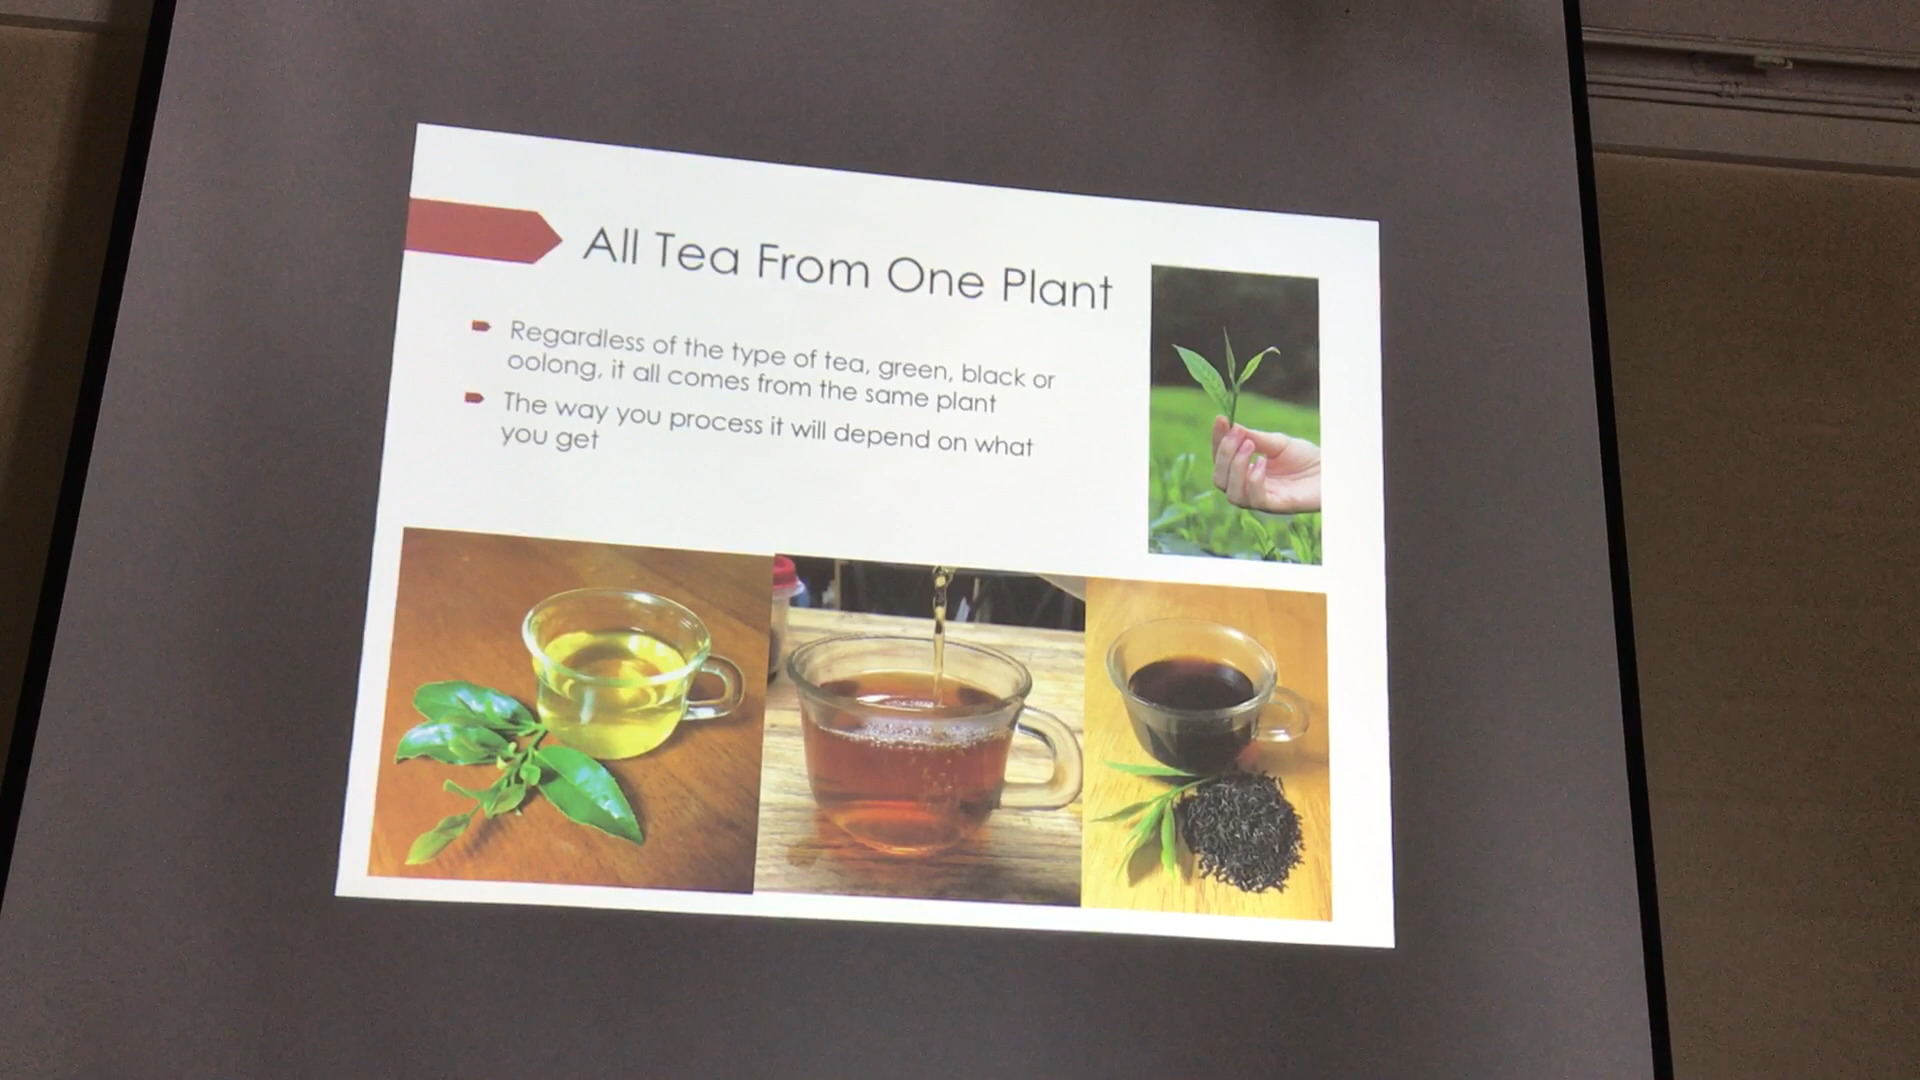 All Tea From One Plant
Regardless of the type of tea, green, black or
oolong, it all comes from the same plant
The way you process it will depend on what
you get